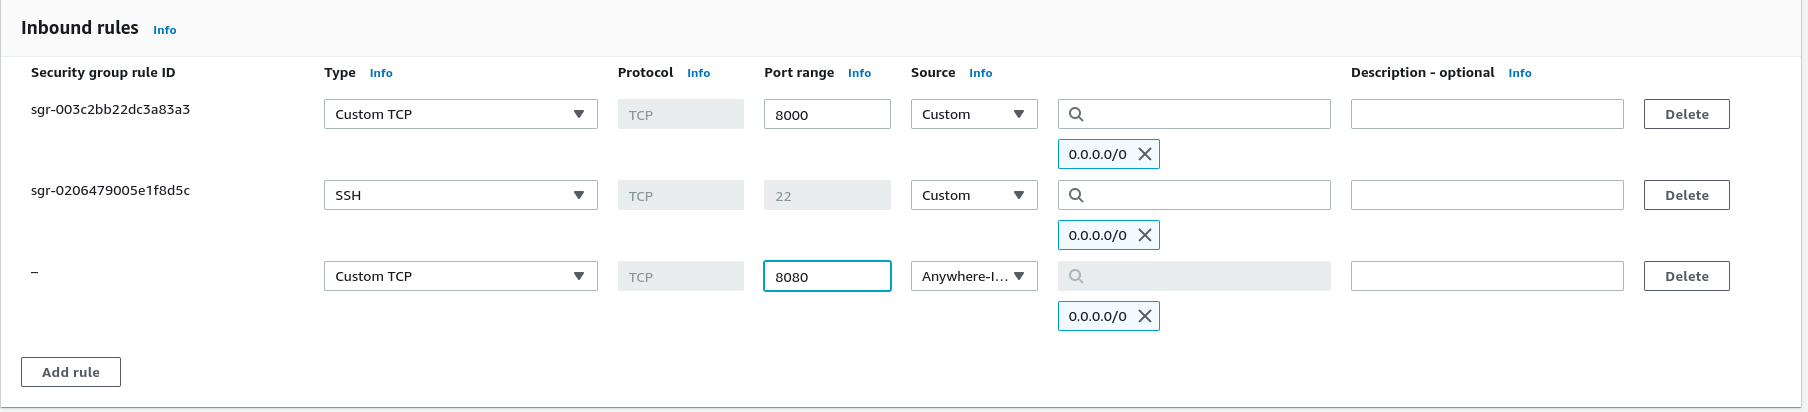 Inbound rules Info
Security group rule ID Type Info Protocol Info Port range Info Source Info Description - optional Info
sgr-003c2bb22dc3a83a3 Custom TCP TCP 8000 Custom Delete
0.0.0.0/0
sgr-0206479005e1f8d5c SSH TCP 22 Custom Delete
0.0.0.0/0
– Custom TCP TCP 8080 Anywhere-I... Delete
0.0.0.0/0
Add rule